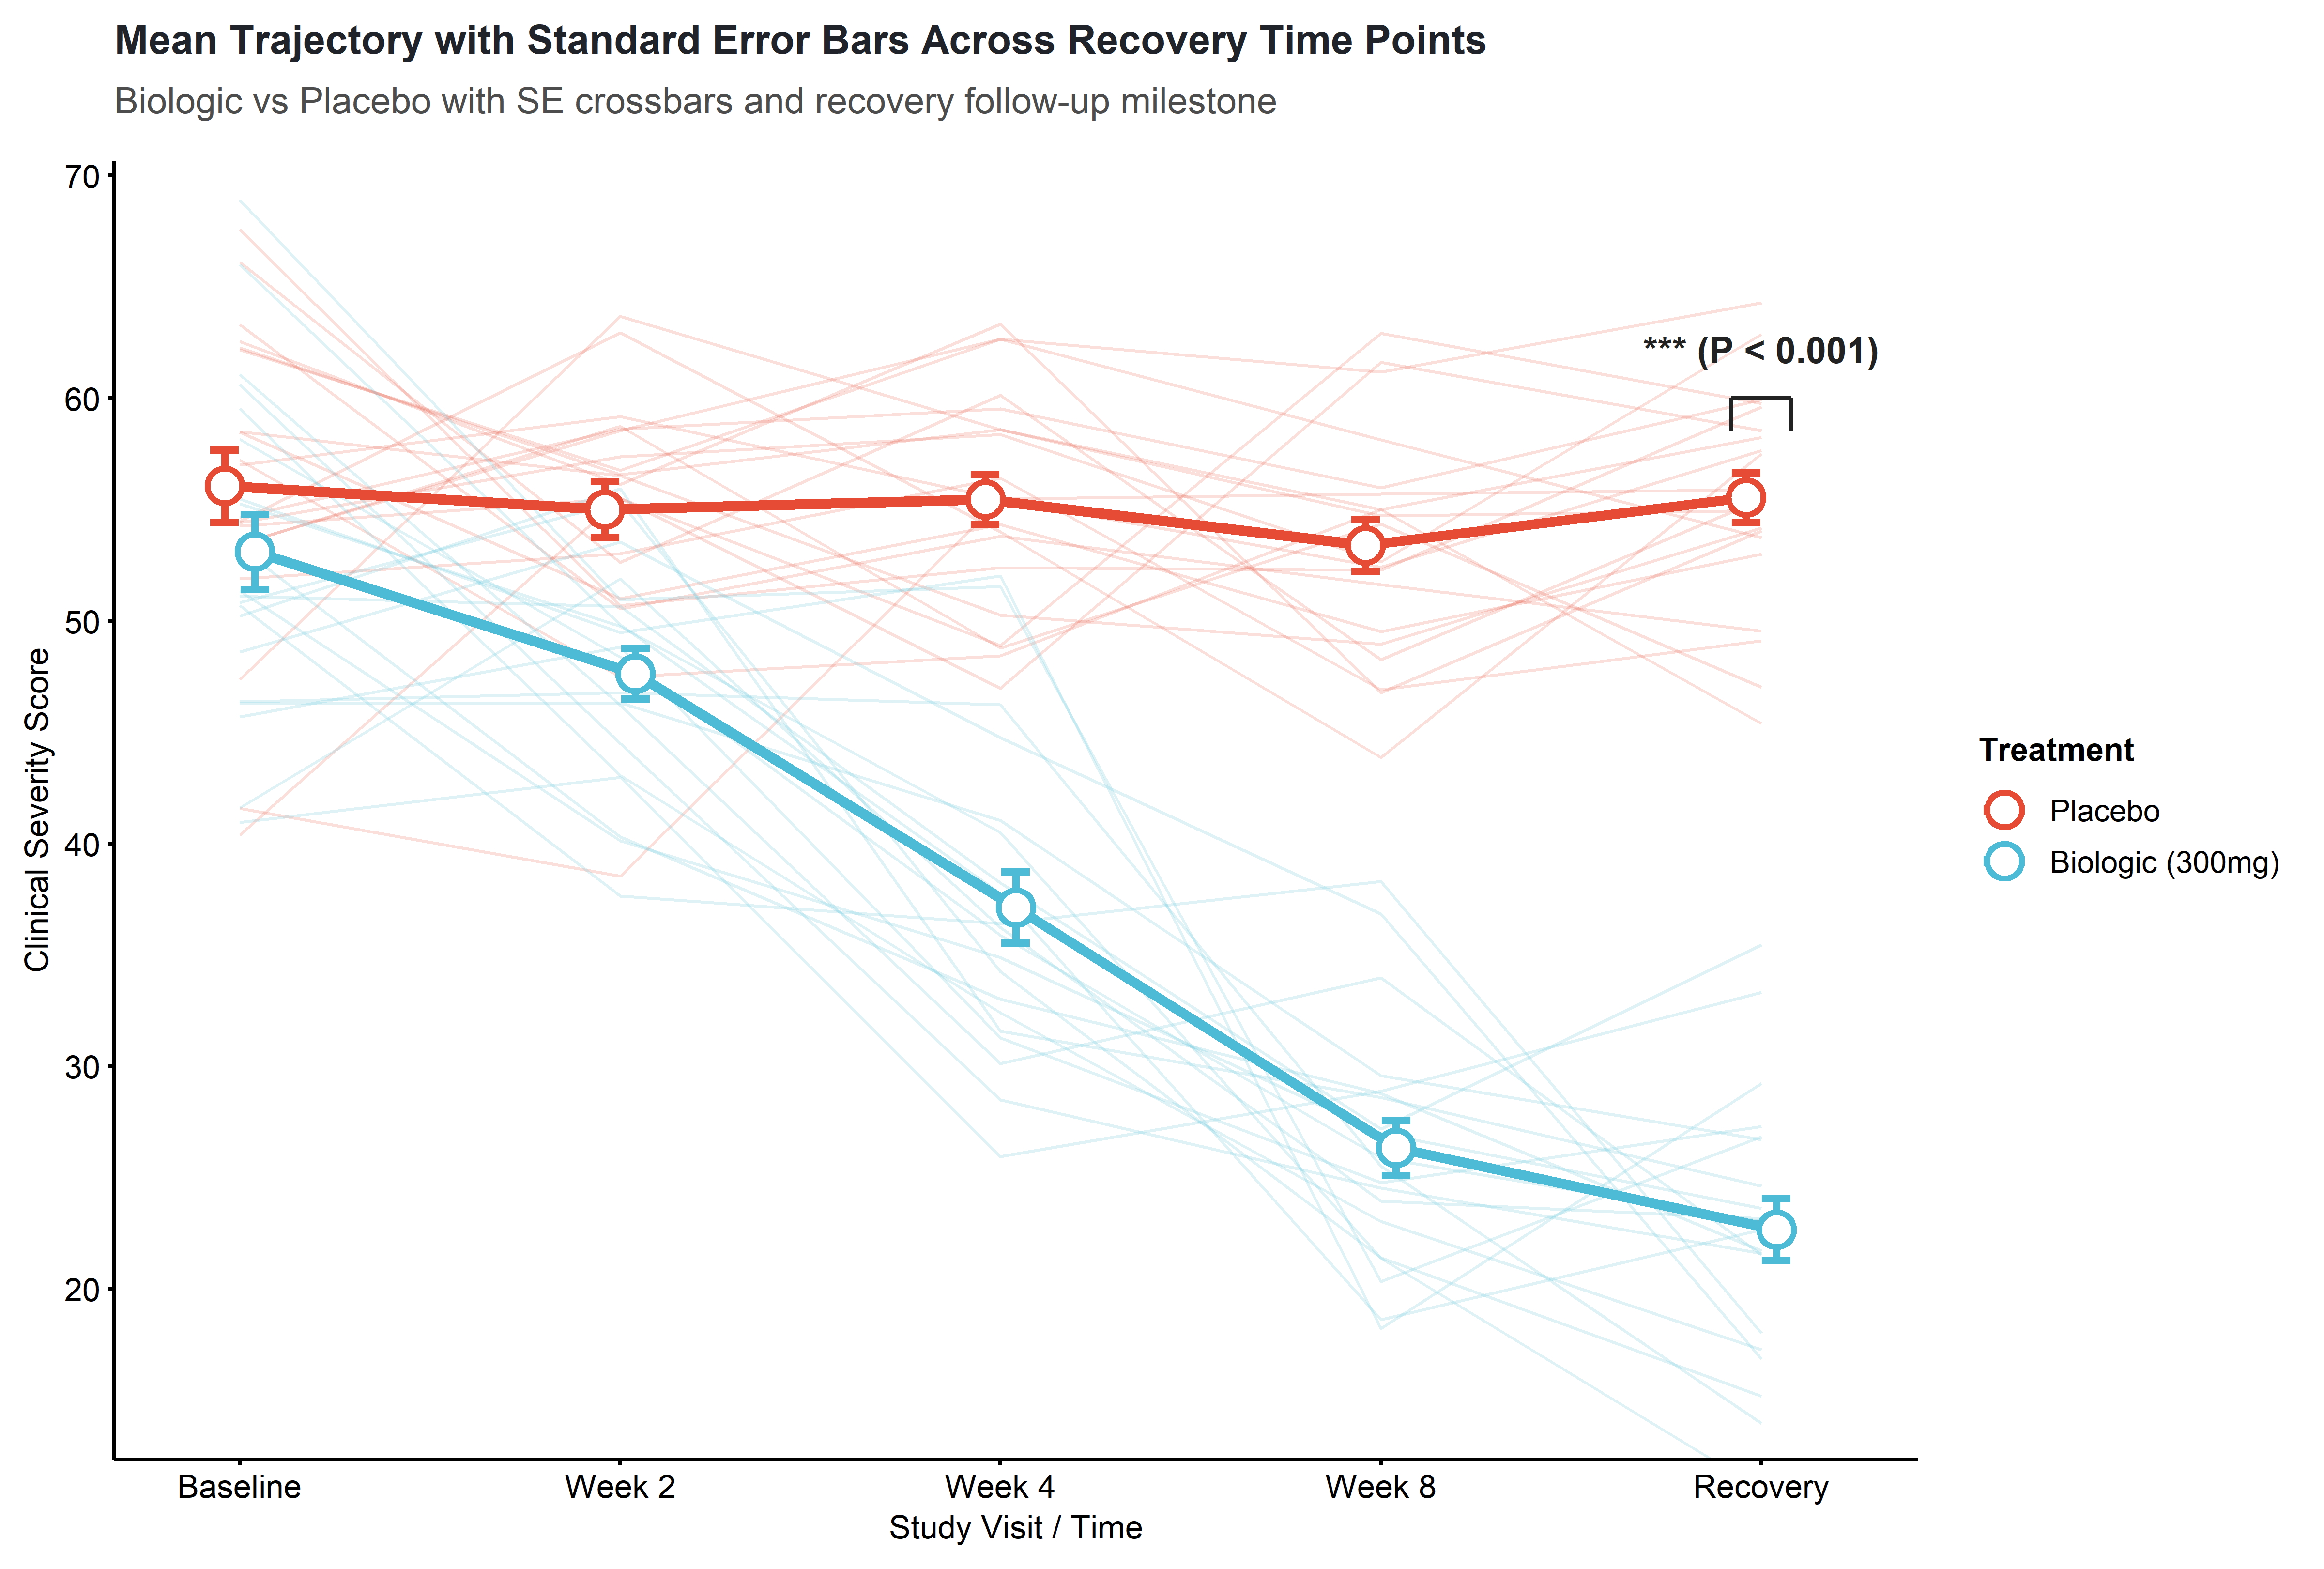 Mean Trajectory with Standard Error Bars Across Recovery Time Points
Biologic vs Placebo with SE crossbars and recovery follow-up milestone
70
60
50
40
30
20
Clinical Severity Score
*** (P < 0.001)
Baseline
Week 2
Week 4
Week 8
Recovery
Study Visit / Time
Treatment
Placebo
Biologic (300mg)